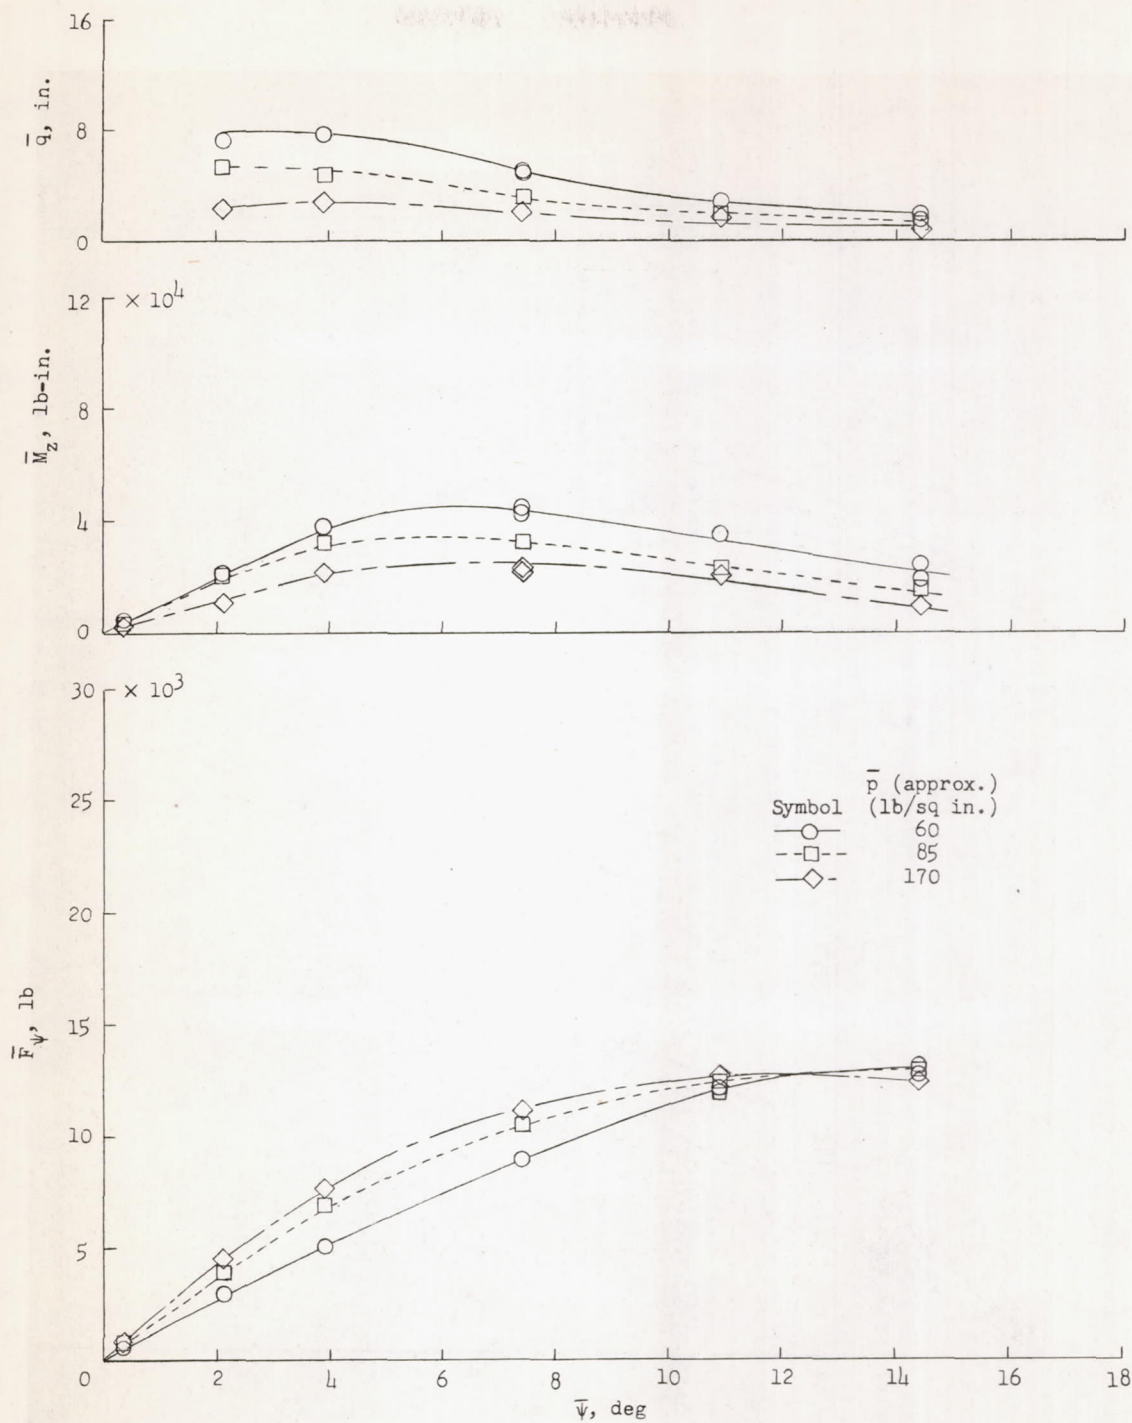 16
8
0
q̅, in.
12 × 10⁴
8
4
0
M̅z, lb-in.
30 × 10³
25
20
15
10
5
0
F̅ψ, lb
p̅ (approx.)
Symbol (lb/sq in.)
60
85
170
2 4 6 8 10 12 14 16 18
ψ̅, deg